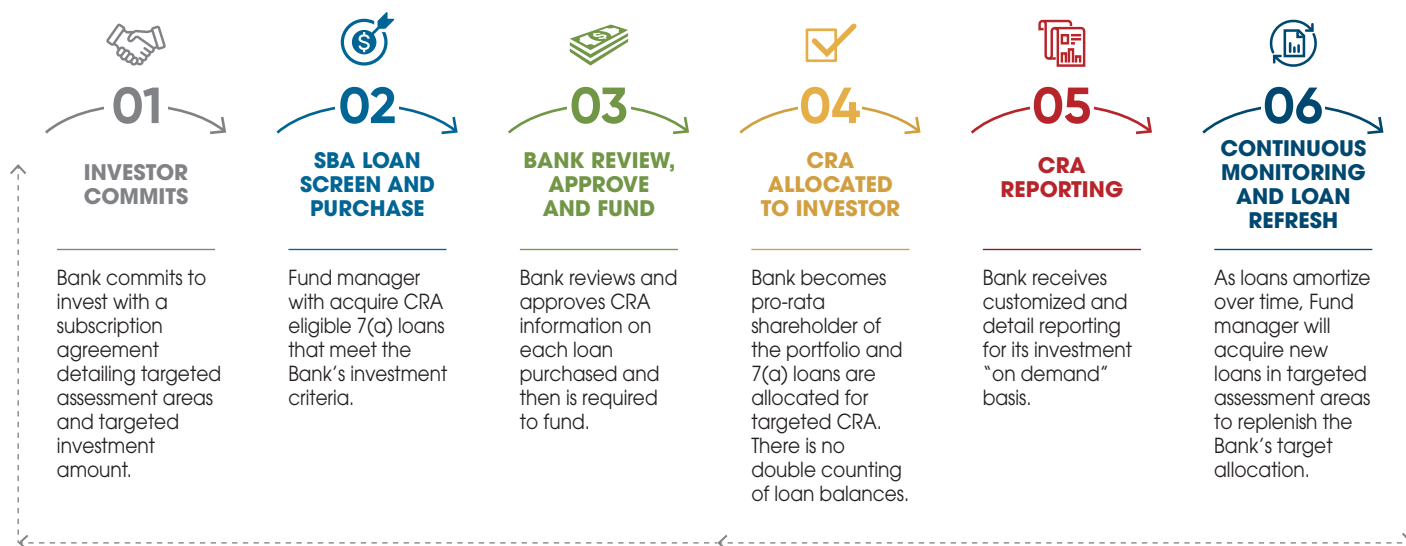 01
INVESTOR
COMMITS
Bank commits to
invest with a
subscription
agreement
detailing targeted
assessment areas
and targeted
investment
amount.
02
SBA LOAN
SCREEN AND
PURCHASE
Fund manager
with acquire CRA
eligible 7(a) loans
that meet the
Bank’s investment
criteria.
03
BANK REVIEW,
APPROVE
AND FUND
Bank reviews and
approves CRA
information on
each loan
purchased and
then is required
to fund.
04
CRA
ALLOCATED
TO INVESTOR
Bank becomes
pro-rata
shareholder of
the portfolio and
7(a) loans are
allocated for
targeted CRA.
There is no
double counting
of loan balances.
05
CRA
REPORTING
Bank receives
customized and
detail reporting
for its investment
“on demand”
basis.
06
CONTINUOUS
MONITORING
AND LOAN
REFRESH
As loans amortize
over time, Fund
manager will
acquire new
loans in targeted
assessment areas
to replenish the
Bank’s target
allocation.